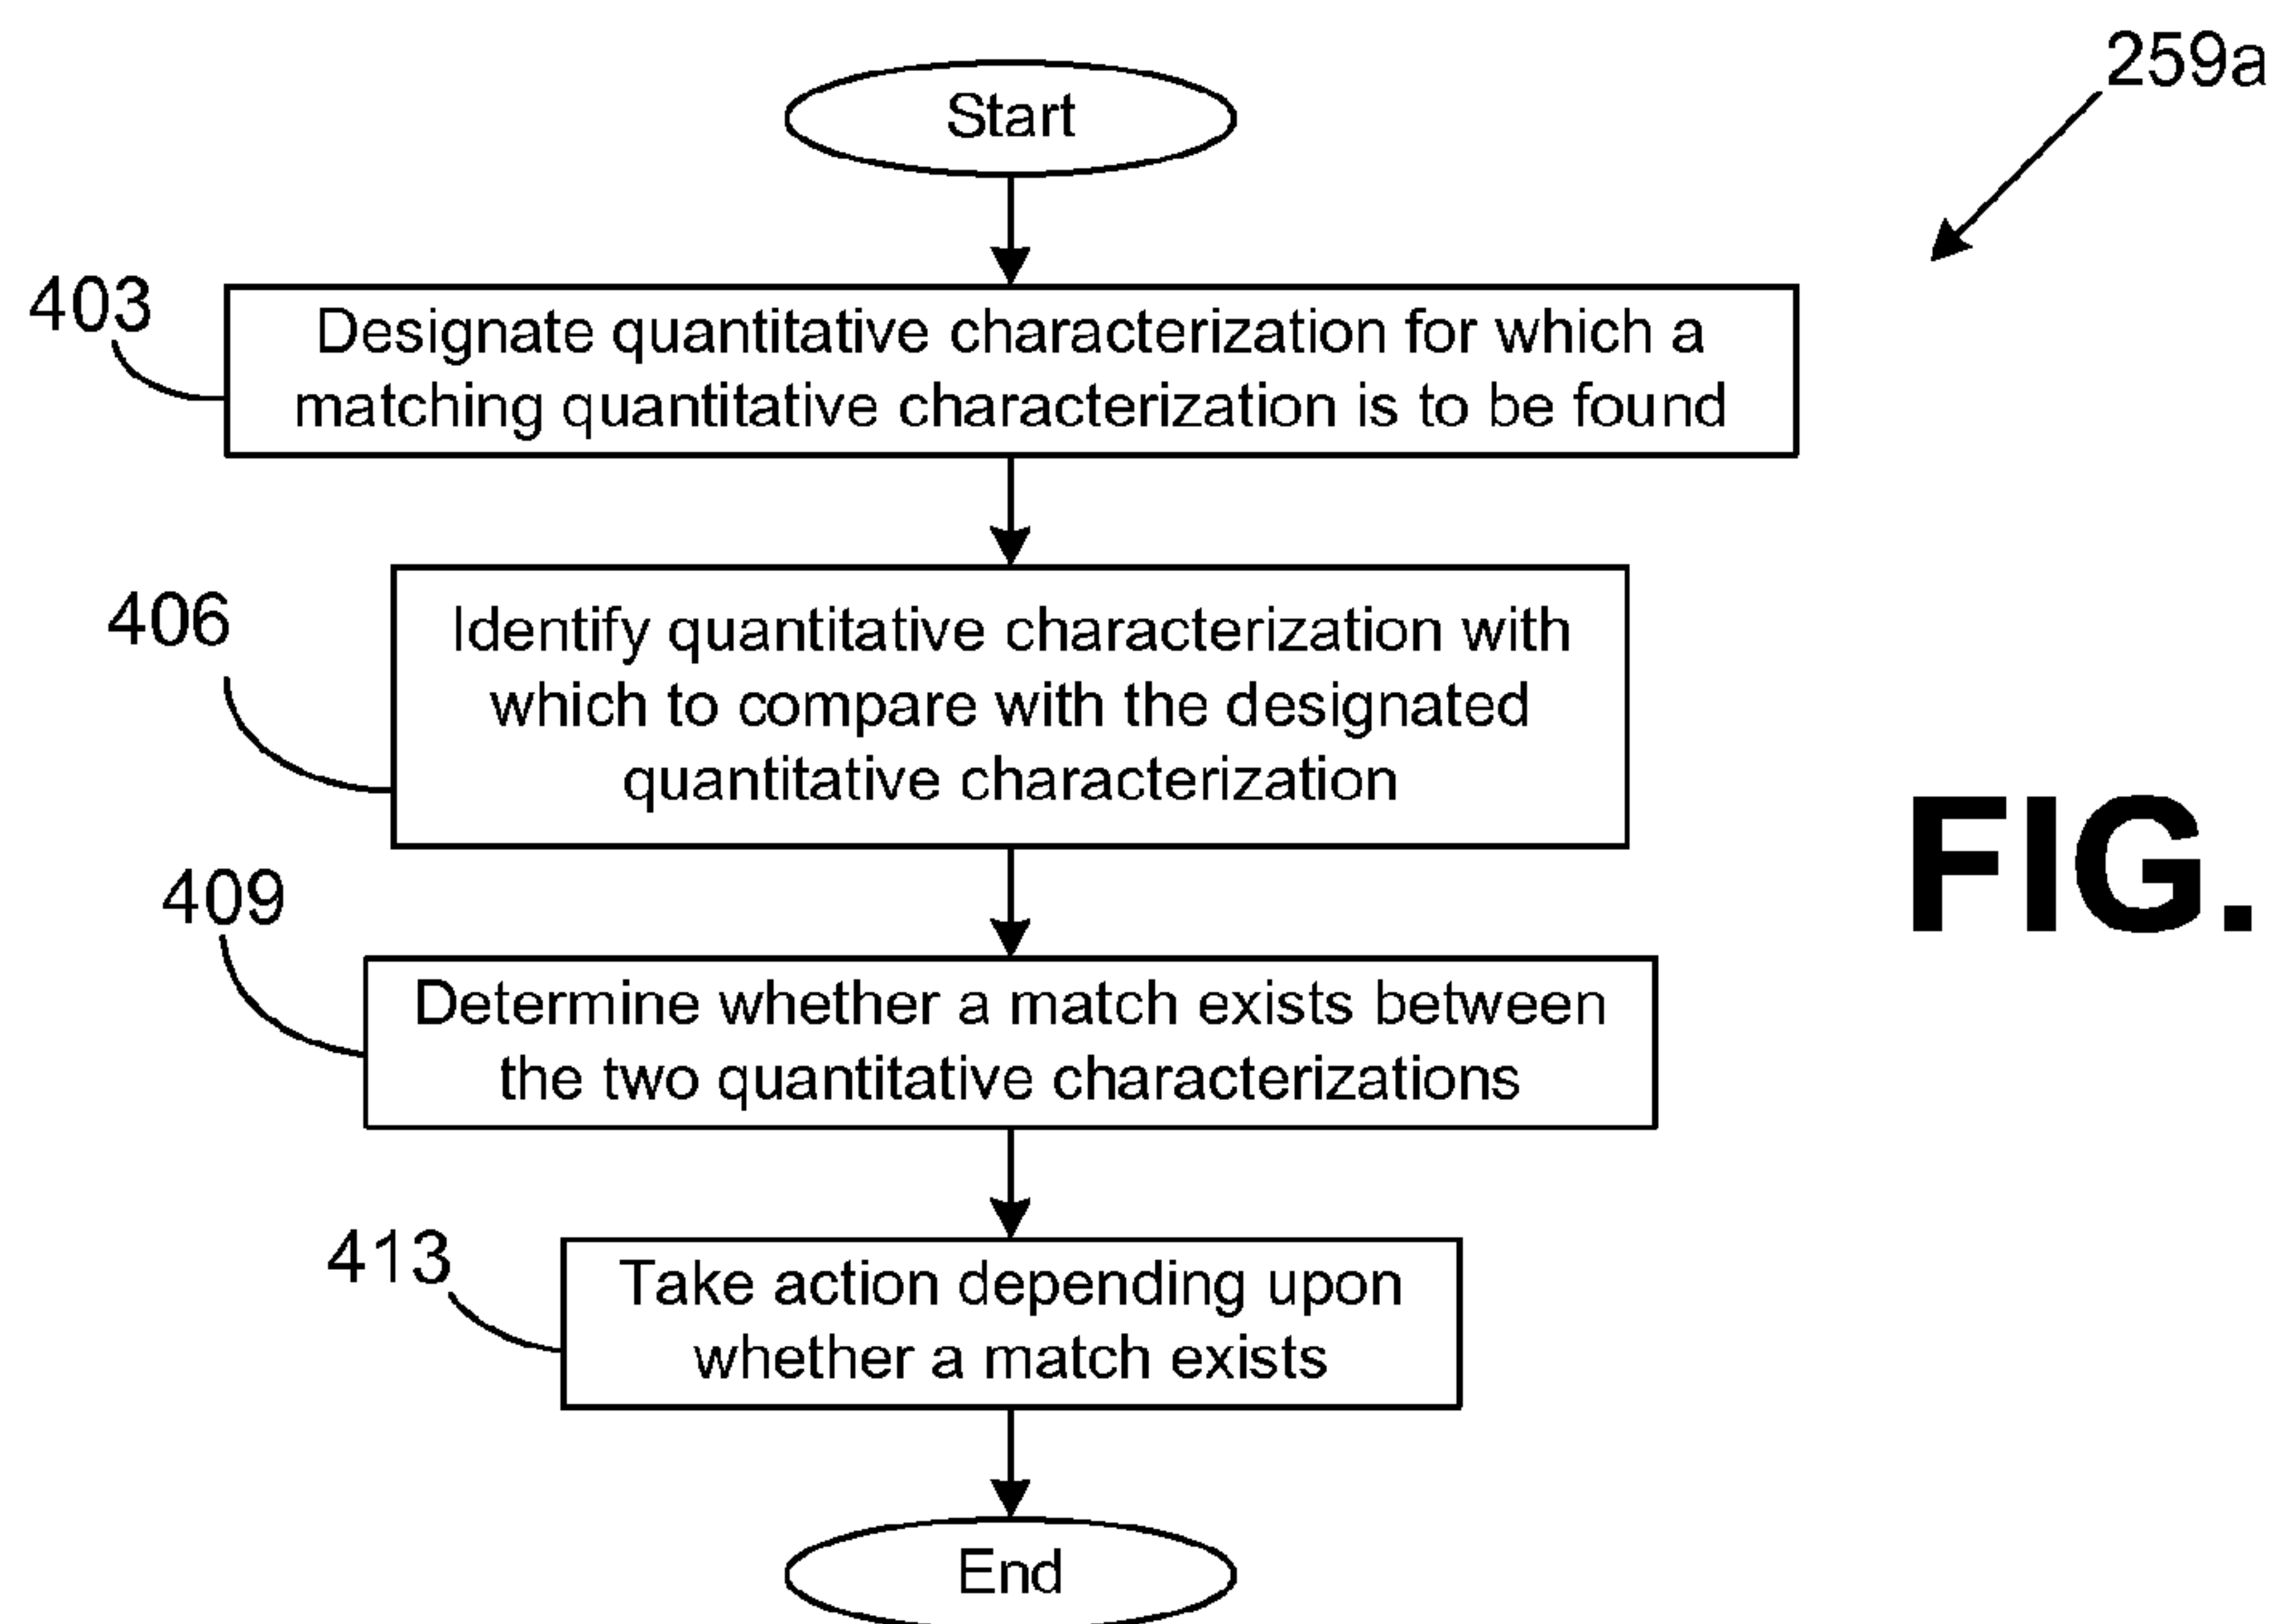 259a
Start
403
Designate quantitative characterization for which a
matching quantitative characterization is to be found
406
Identify quantitative characterization with
which to compare with the designated
quantitative characterization
FIG.
409
Determine whether a match exists between
the two quantitative characterizations
413
Take action depending upon
whether a match exists
End